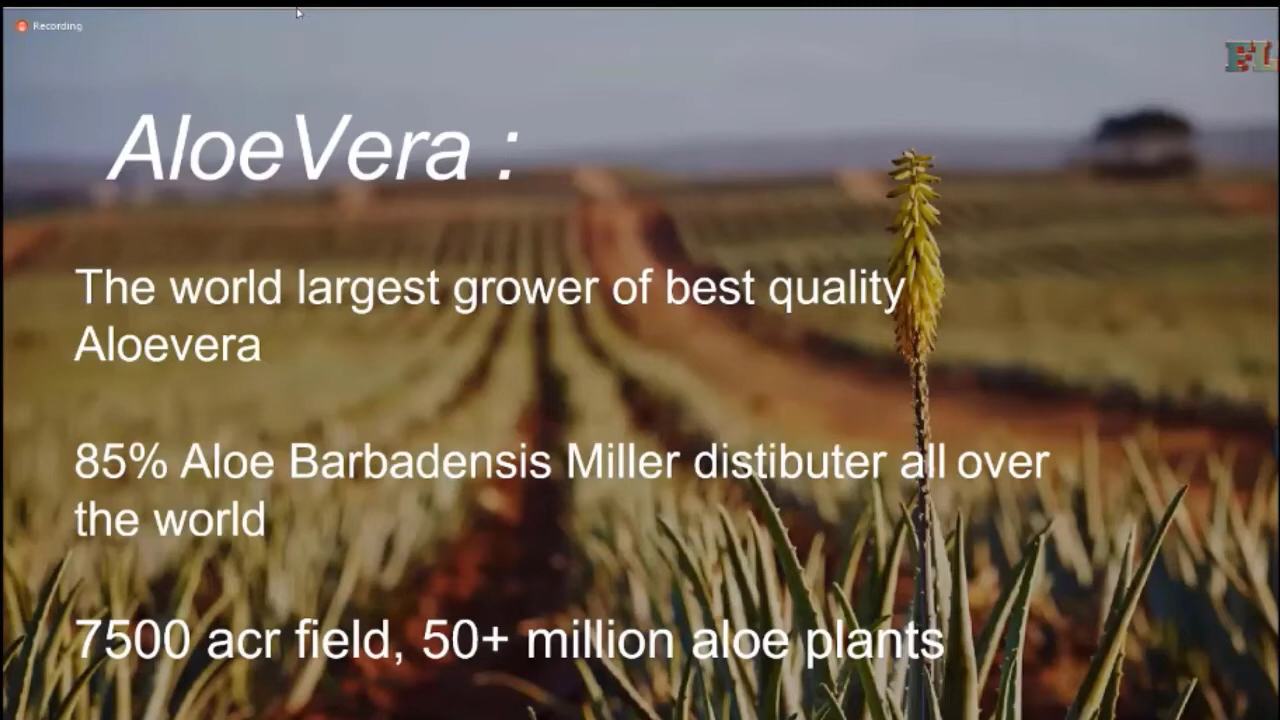 Recording
FL
AloeVera :
The world largest grower of best quality
Aloevera
85% Aloe Barbadensis Miller distibuter all over
the world
7500 acr field, 50+ million aloe plants